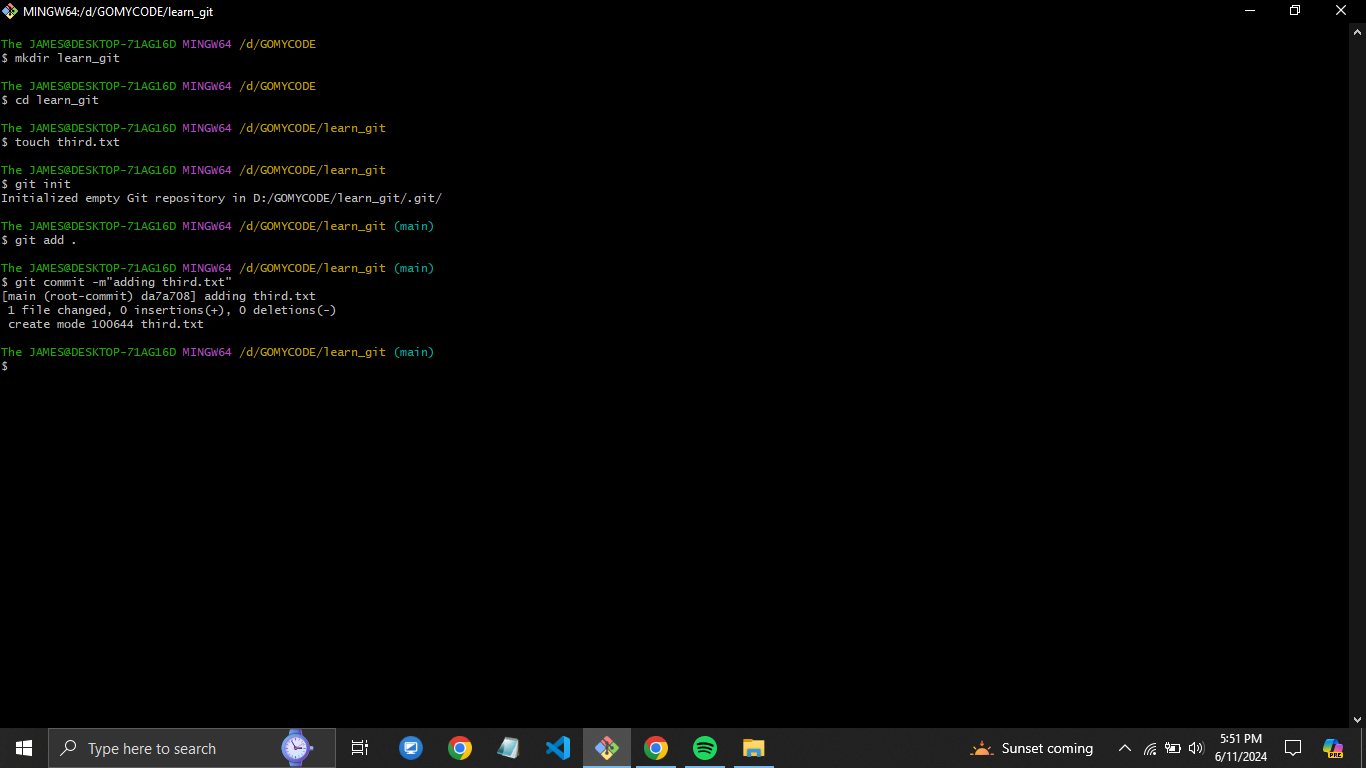 MINGW64:/d/GOMYCODE/learn_git
The JAMES@DESKTOP-71AG16D MINGW64 /d/GOMYCODE
$ mkdir learn_git
The JAMES@DESKTOP-71AG16D MINGW64 /d/GOMYCODE
$ cd learn_git
The JAMES@DESKTOP-71AG16D MINGW64 /d/GOMYCODE/learn_git
$ touch third.txt
The JAMES@DESKTOP-71AG16D MINGW64 /d/GOMYCODE/learn_git
$ git init
Initialized empty Git repository in D:/GOMYCODE/learn_git/.git/
The JAMES@DESKTOP-71AG16D MINGW64 /d/GOMYCODE/learn_git (main)
$ git add .
The JAMES@DESKTOP-71AG16D MINGW64 /d/GOMYCODE/learn_git (main)
$ git commit -m"adding third.txt"
[main (root-commit) da7a708] adding third.txt
 1 file changed, 0 insertions(+), 0 deletions(-)
 create mode 100644 third.txt
The JAMES@DESKTOP-71AG16D MINGW64 /d/GOMYCODE/learn_git (main)
$
Type here to search
Sunset coming
5:51 PM
6/11/2024
PRE